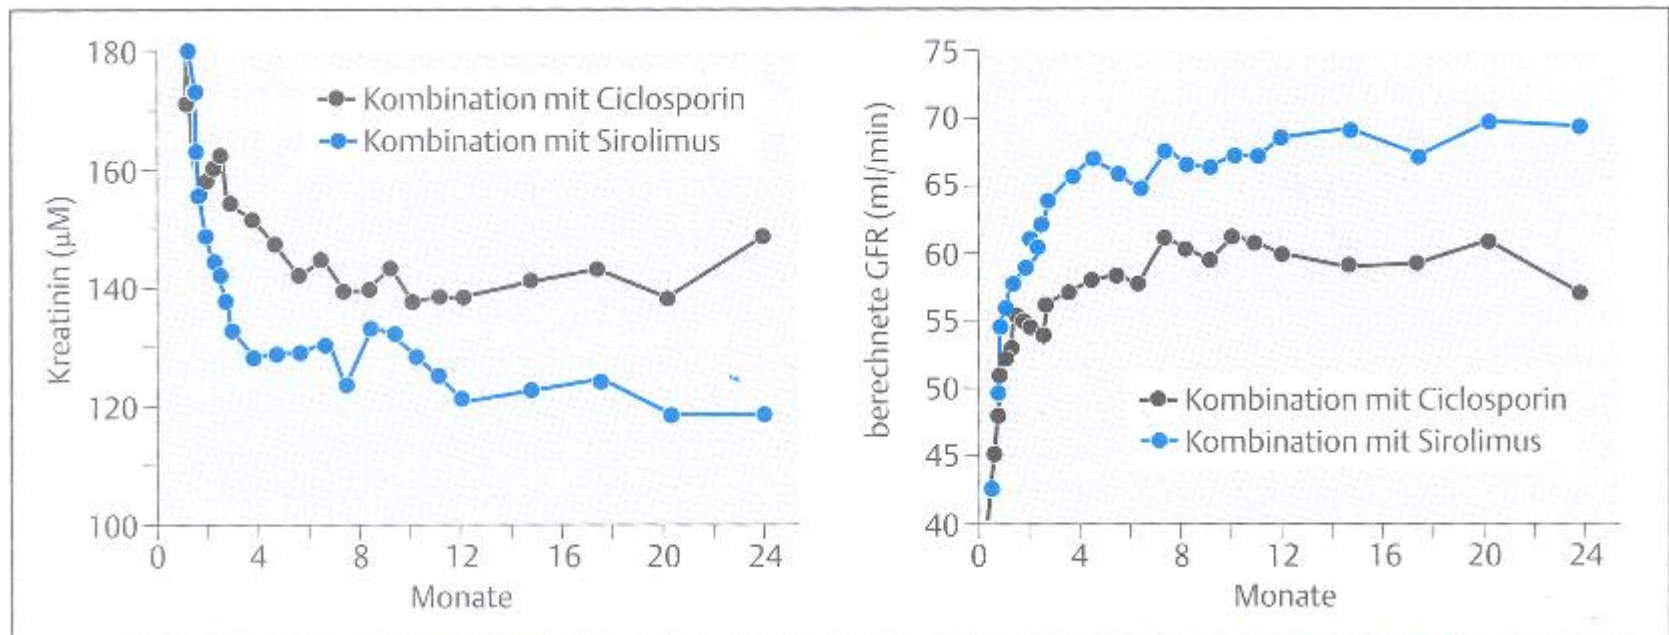 180
160
140
120
100
Kreatinin (µM)
Kombination mit Ciclosporin
Kombination mit Sirolimus
0 4 8 12 16 20 24
Monate
75
70
65
60
55
50
45
40
berechnete GFR (ml/min)
Kombination mit Ciclosporin
Kombination mit Sirolimus
0 4 8 12 16 20 24
Monate